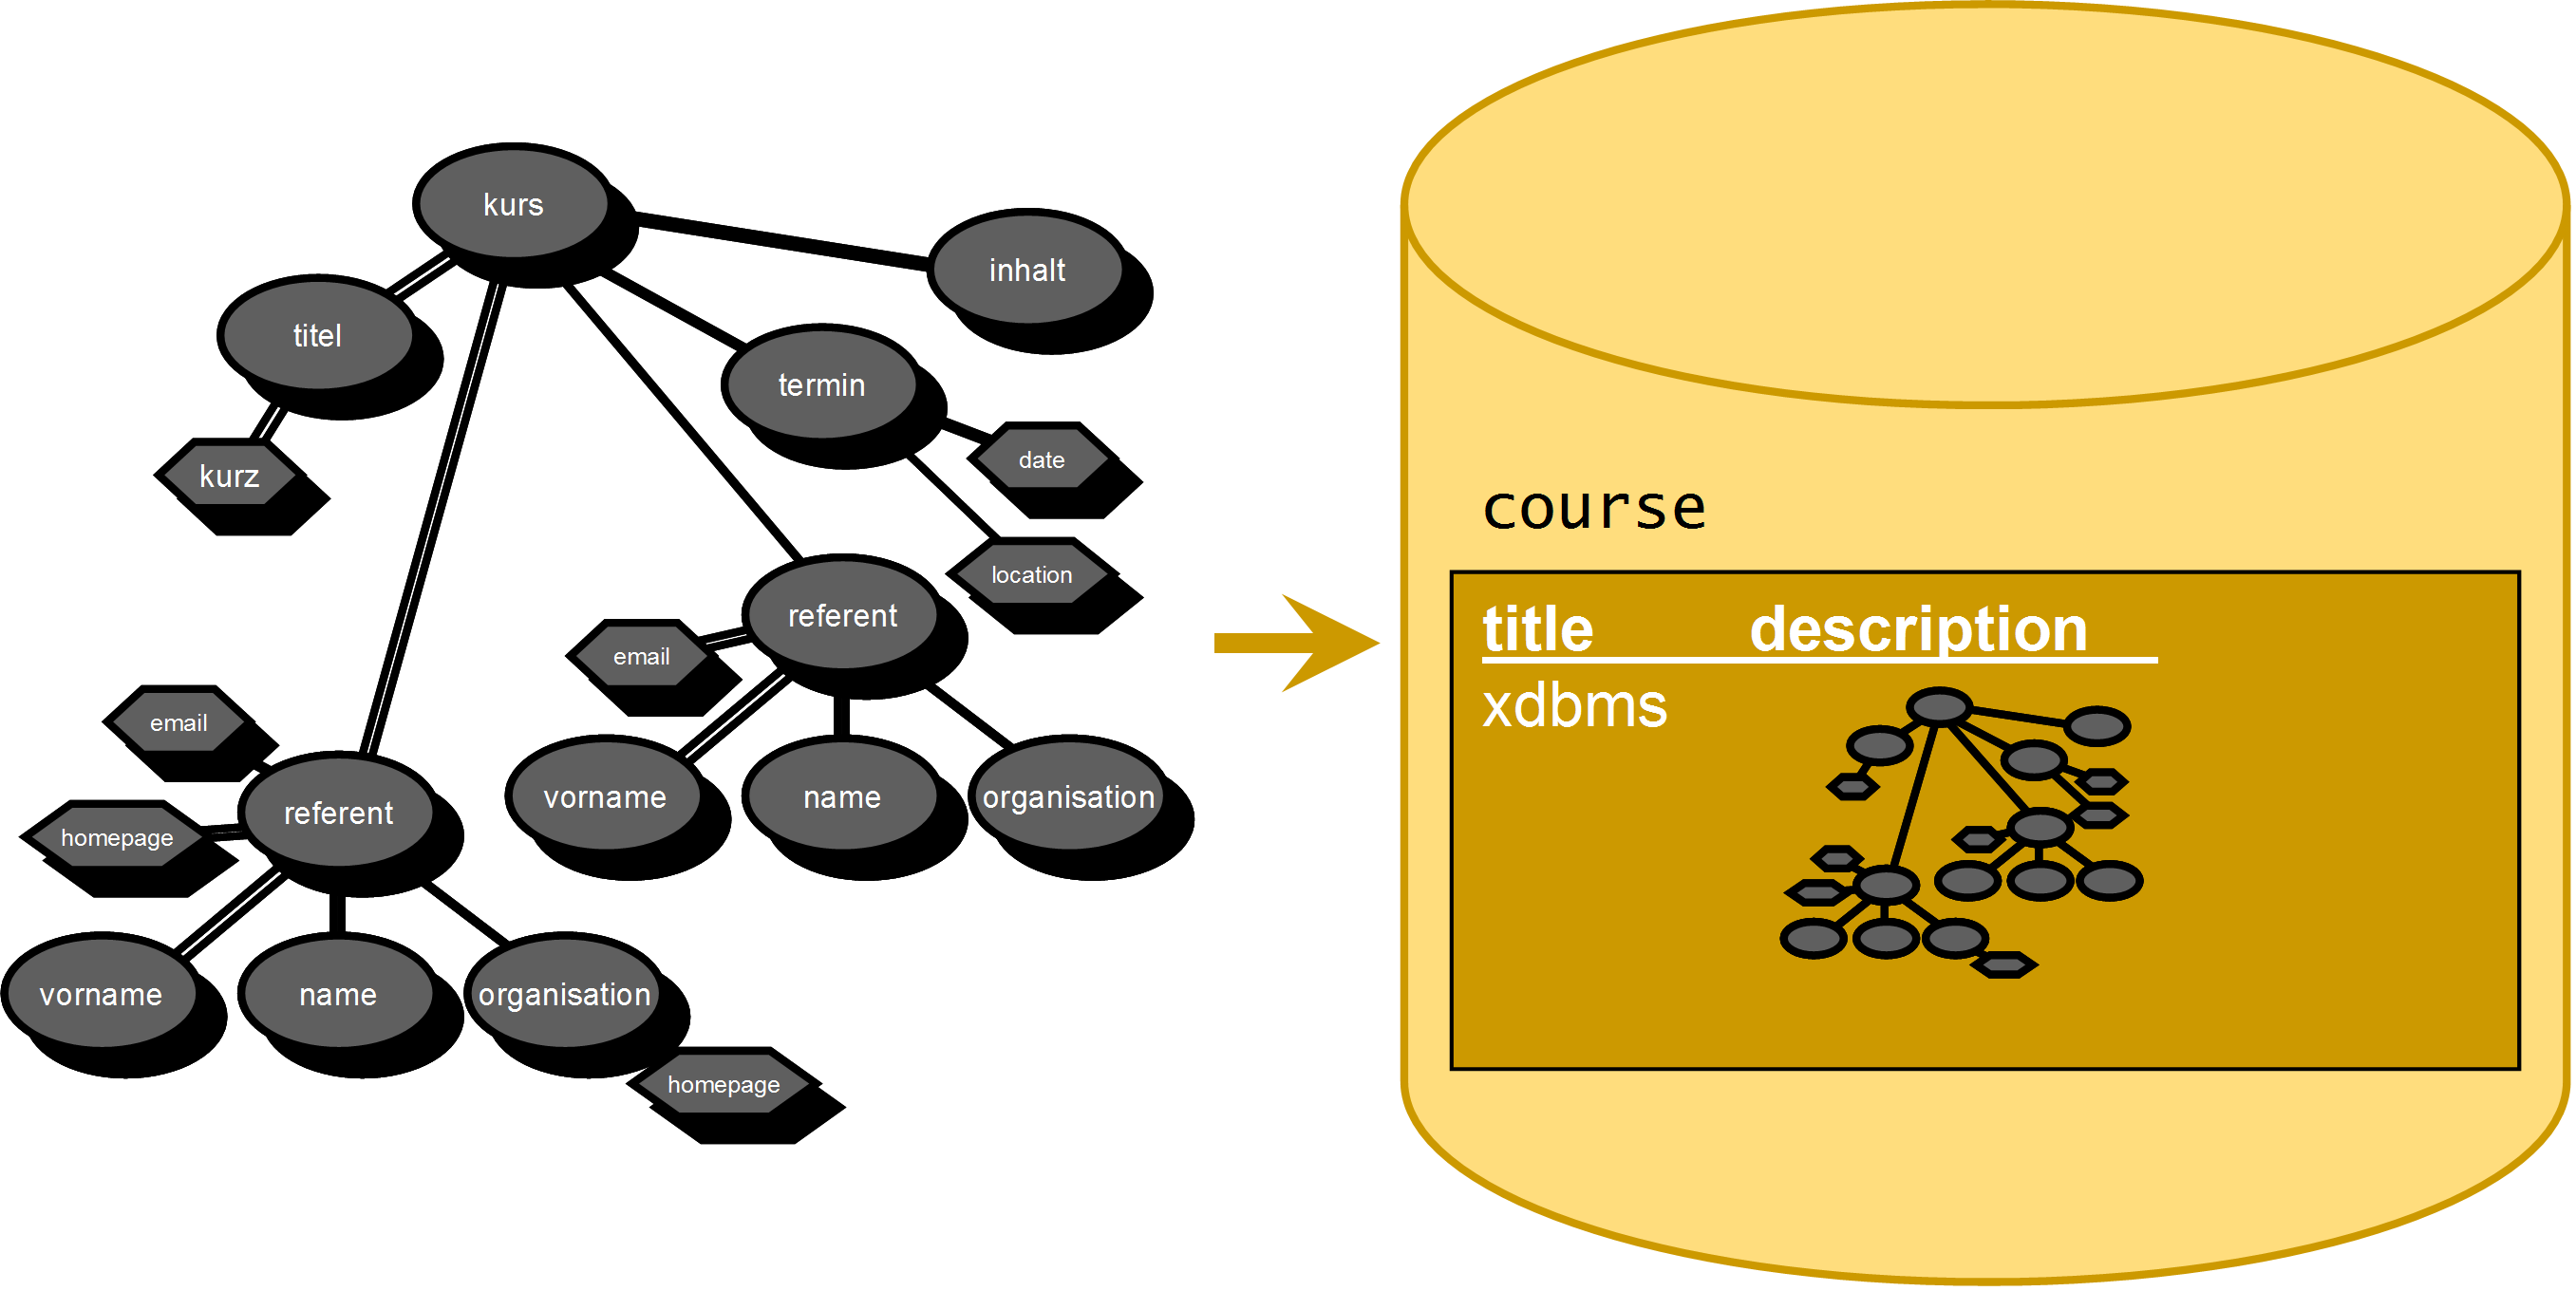 kurs
inhalt
titel
termin
kurz
date
location
referent
email
vorname
name
organisation
email
referent
homepage
vorname
name
organisation
homepage
course
title description
xdbms